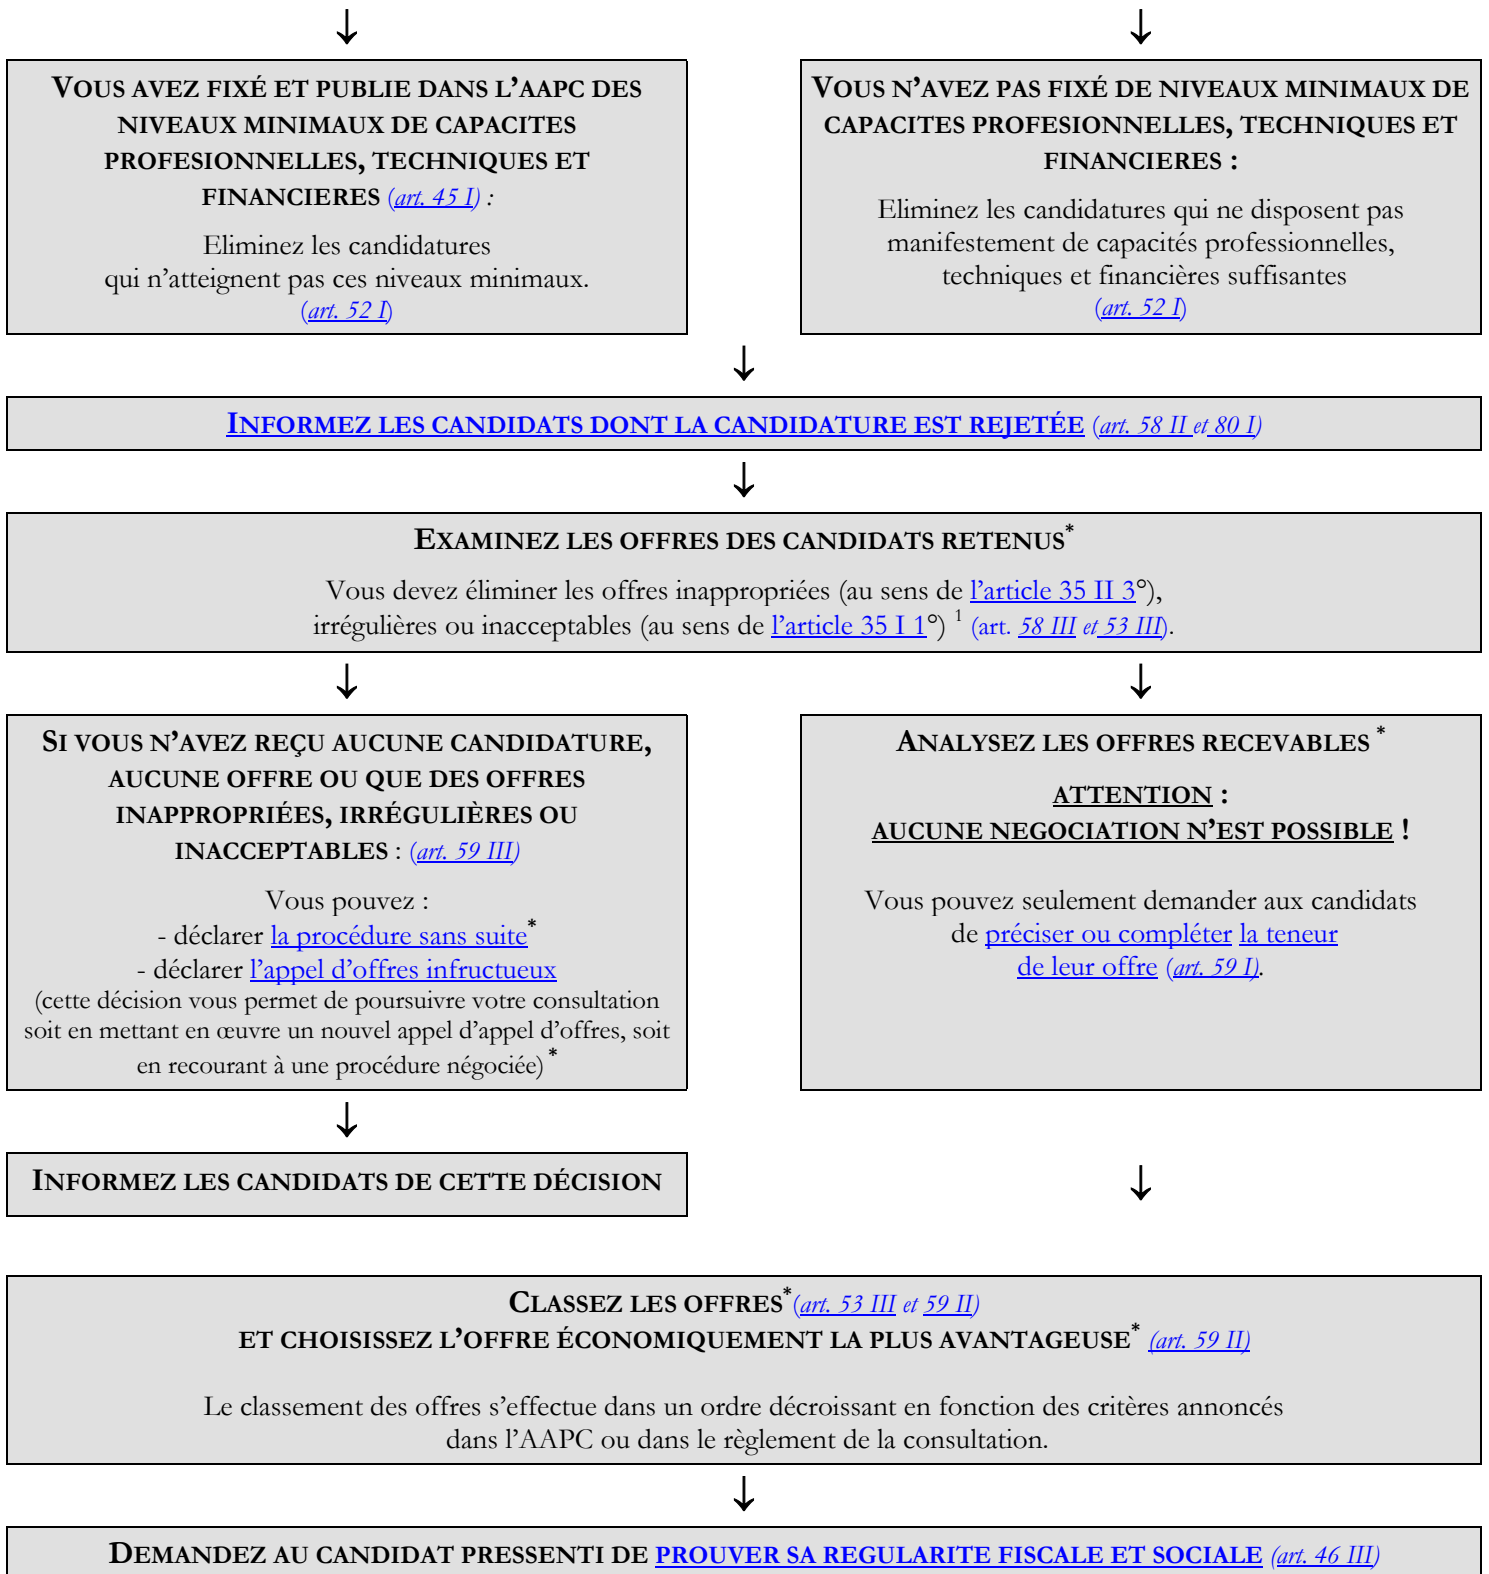 VOUS AVEZ FIXÉ ET PUBLIE DANS L'AAPC DES
NIVEAUX MINIMAUX DE CAPACITES
PROFESIONNELLES, TECHNIQUES ET
FINANCIERES (art. 45 I) :
Eliminez les candidatures
qui n'atteignent pas ces niveaux minimaux.
(art. 52 I)
VOUS N'AVEZ PAS FIXÉ DE NIVEAUX MINIMAUX DE
CAPACITES PROFESIONNELLES, TECHNIQUES ET
FINANCIERES :
Eliminez les candidatures qui ne disposent pas
manifestement de capacités professionnelles,
techniques et financières suffisantes
(art. 52 I)
INFORMEZ LES CANDIDATS DONT LA CANDIDATURE EST REJETÉE (art. 58 II et 80 I)
EXAMINEZ LES OFFRES DES CANDIDATS RETENUS*
Vous devez éliminer les offres inappropriées (au sens de l'article 35 II 3°),
irrégulières ou inacceptables (au sens de l'article 35 I 1°) 1 (art. 58 III et 53 III).
SI VOUS N'AVEZ REÇU AUCUNE CANDIDATURE,
AUCUNE OFFRE OU QUE DES OFFRES
INAPPROPRIÉES, IRRÉGULIÈRES OU
INACCEPTABLES : (art. 59 III)
Vous pouvez :
- déclarer la procédure sans suite*
- déclarer l'appel d'offres infructueux
(cette décision vous permet de poursuivre votre consultation
soit en mettant en œuvre un nouvel appel d'appel d'offres, soit
en recourant à une procédure négociée) *
ANALYSEZ LES OFFRES RECEVABLES *
ATTENTION :
AUCUNE NEGOCIATION N'EST POSSIBLE !
Vous pouvez seulement demander aux candidats
de préciser ou compléter la teneur
de leur offre (art. 59 I).
INFORMEZ LES CANDIDATS DE CETTE DÉCISION
CLASSEZ LES OFFRES*(art. 53 III et 59 II)
ET CHOISISSEZ L'OFFRE ÉCONOMIQUEMENT LA PLUS AVANTAGEUSE* (art. 59 II)
Le classement des offres s'effectue dans un ordre décroissant en fonction des critères annoncés
dans l'AAPC ou dans le règlement de la consultation.
DEMANDEZ AU CANDIDAT PRESSENTI DE PROUVER SA REGULARITE FISCALE ET SOCIALE (art. 46 III)